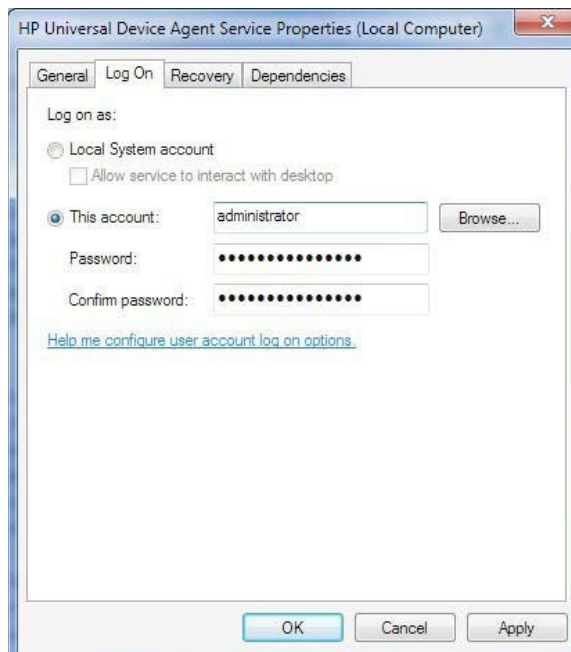 HP Universal Device Agent Service Properties (Local Computer)
General Log On Recovery Dependencies
Log on as:
Local System account
Allow service to interact with desktop
This account: administrator Browse...
Password: •••••••••••••••
Confirm password: •••••••••••••••
Help me configure user account log on options.
OK Cancel Apply